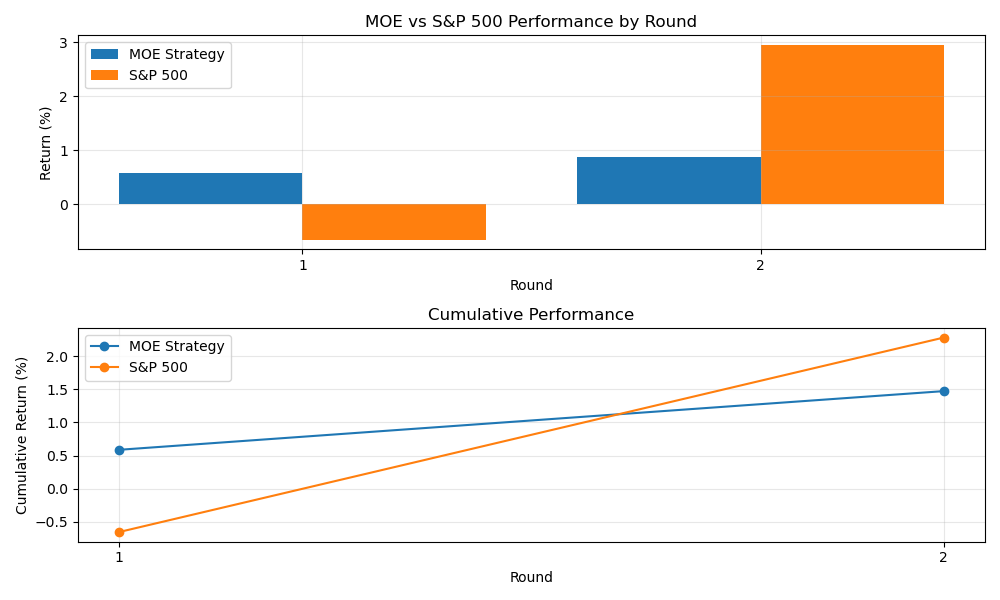 MOE vs S&P 500 Performance by Round
MOE Strategy
S&P 500
Return (%)
3
2
1
0
1 2
Round
Cumulative Performance
MOE Strategy
S&P 500
Cumulative Return (%)
2.0
1.5
1.0
0.5
0.0
−0.5
1 2
Round